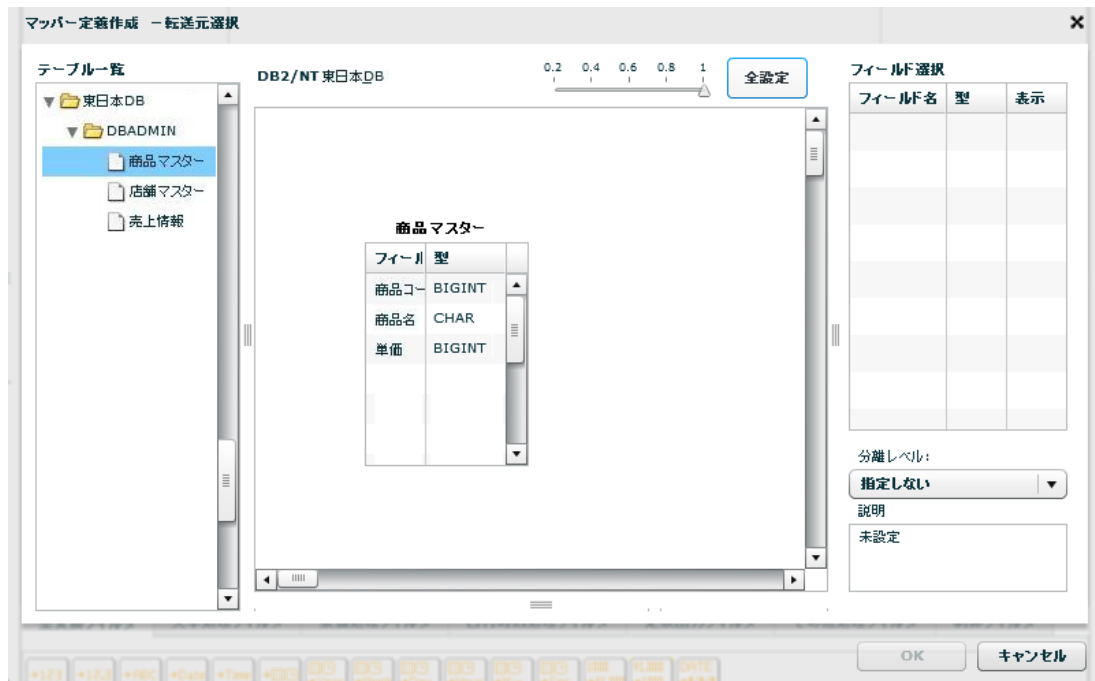 マッパー定義作成 －転送元選択
テーブル一覧
東日本DB
DBADMIN
商品マスター
店舗マスター
売上情報
DB2/NT 東日本DB
0.2 0.4 0.6 0.8 1
全設定
商品マスター
フィール 型
商品コー BIGINT
商品名 CHAR
単価 BIGINT
フィールド選択
フィールド名 型 表示
分離レベル:
指定しない
説明
未設定
OK
キャンセル